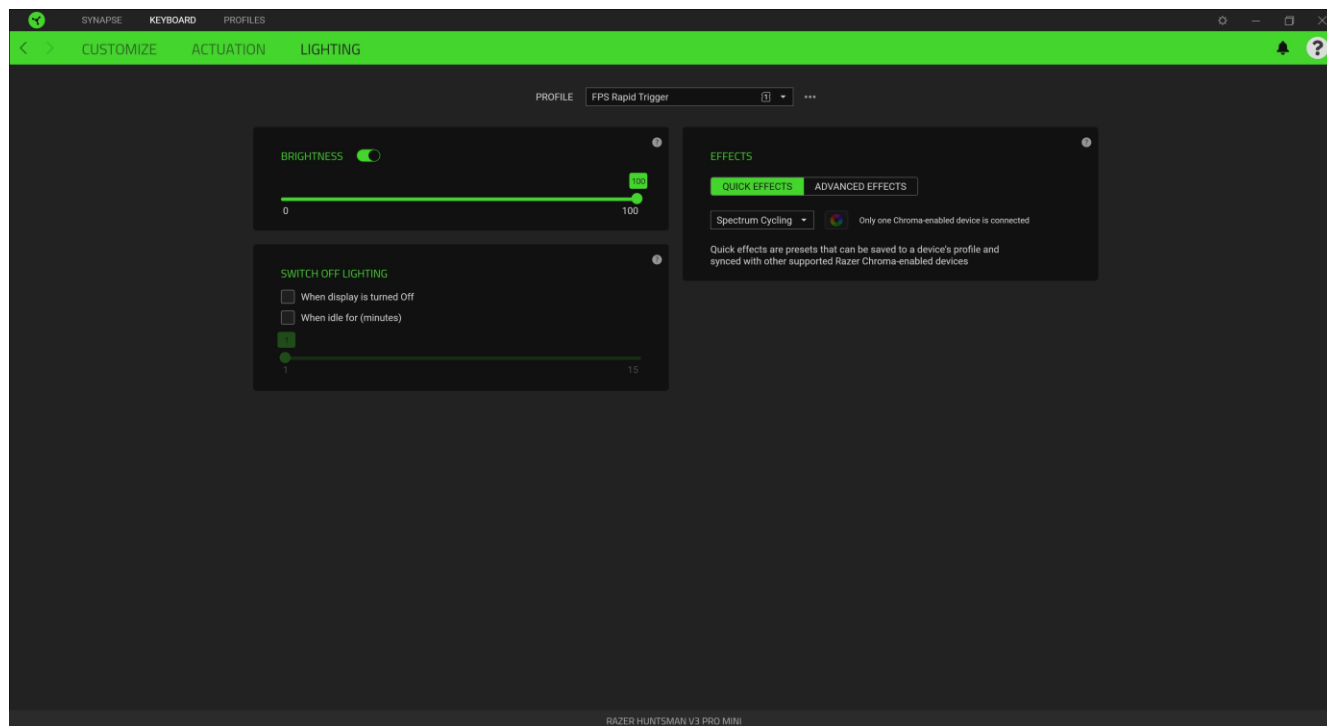 SYNAPSE KEYBOARD PROFILES
CUSTOMIZE ACTUATION LIGHTING
?
PROFILE FPS Rapid Trigger 1
BRIGHTNESS ?
100
0 100
SWITCH OFF LIGHTING ?
When display is turned Off
When idle for (minutes)
1
1 15
EFFECTS ?
QUICK EFFECTS ADVANCED EFFECTS
Spectrum Cycling Only one Chroma-enabled device is connected
Quick effects are presets that can be saved to a device's profile and
synced with other supported Razer Chroma-enabled devices
RAZER HUNTSMAN V3 PRO MINI